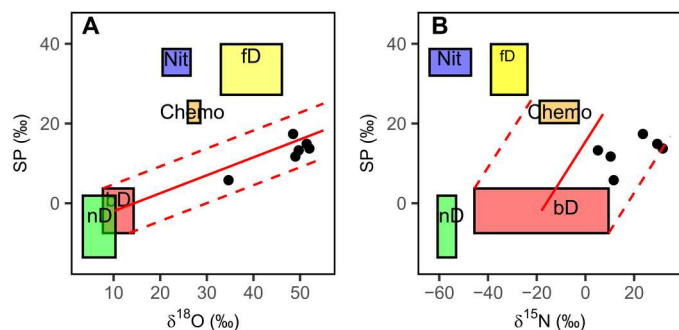 A
B
SP (‰)
40
20
0
Nit
fD
Chemo
bD
nD
10
20
30
40
50
δ18O (‰)
SP (‰)
40
20
0
Nit
fD
Chemo
bD
nD
−60
−40
−20
0
20
δ15N (‰)